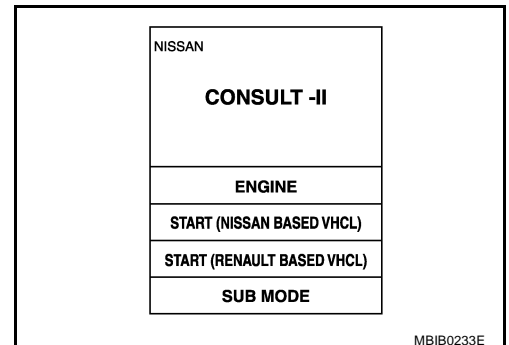 NISSAN
CONSULT -II
ENGINE
START (NISSAN BASED VHCL)
START (RENAULT BASED VHCL)
SUB MODE
MBIB0233E